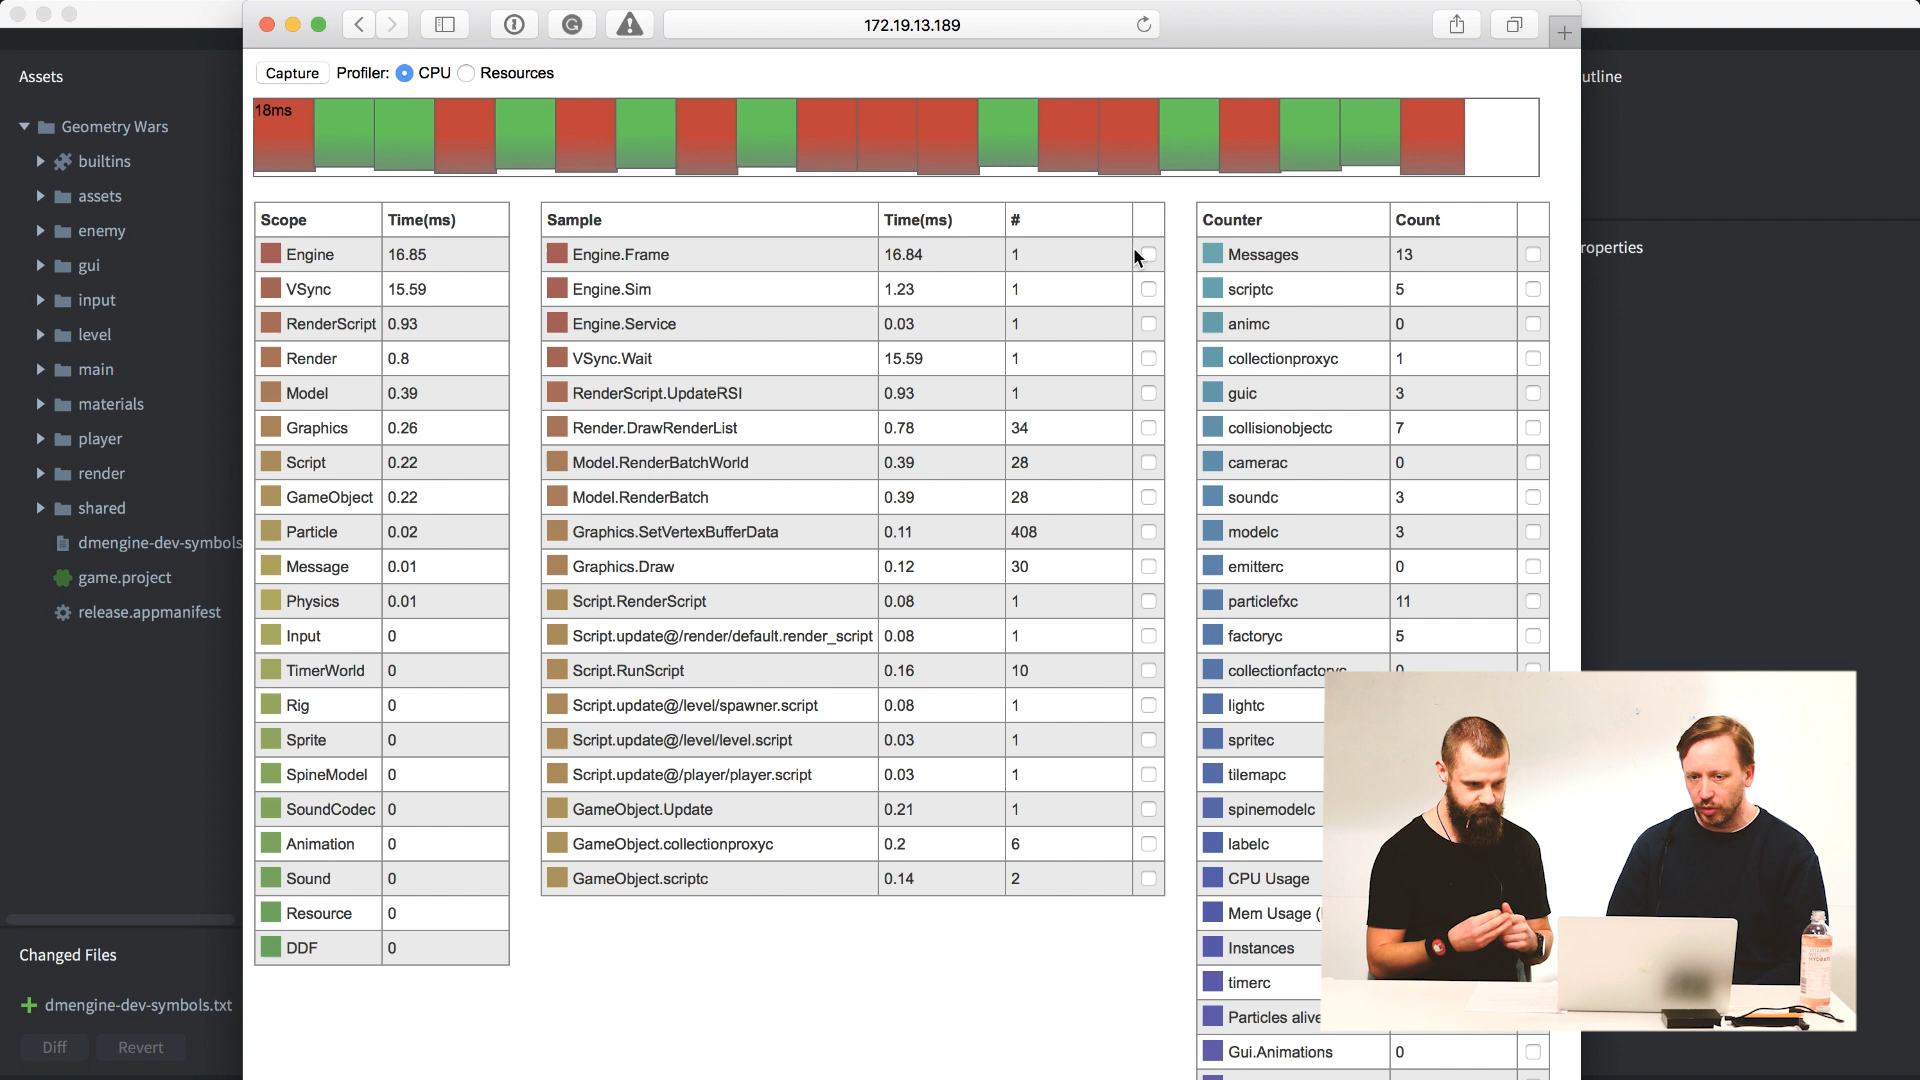 172.19.13.189
Assets
Geometry Wars
builtins
assets
enemy
gui
input
level
main
materials
player
render
shared
dmengine-dev-symbols
game.project
release.appmanifest
Changed Files
dmengine-dev-symbols.txt
Diff Revert
Capture Profiler: CPU Resources
18ms
Scope Time(ms)
Engine 16.85
VSync 15.59
RenderScript 0.93
Render 0.8
Model 0.39
Graphics 0.26
Script 0.22
GameObject 0.22
Particle 0.02
Message 0.01
Physics 0.01
Input 0
TimerWorld 0
Rig 0
Sprite 0
SpineModel 0
SoundCodec 0
Animation 0
Sound 0
Resource 0
DDF 0
Sample Time(ms) #
Engine.Frame 16.84 1
Engine.Sim 1.23 1
Engine.Service 0.03 1
VSync.Wait 15.59 1
RenderScript.UpdateRSI 0.93 1
Render.DrawRenderList 0.78 34
Model.RenderBatchWorld 0.39 28
Model.RenderBatch 0.39 28
Graphics.SetVertexBufferData 0.11 408
Graphics.Draw 0.12 30
Script.RenderScript 0.08 1
Script.update@/render/default.render_script 0.08 1
Script.RunScript 0.16 10
Script.update@/level/spawner.script 0.08 1
Script.update@/level/level.script 0.03 1
Script.update@/player/player.script 0.03 1
GameObject.Update 0.21 1
GameObject.collectionproxyc 0.2 6
GameObject.scriptc 0.14 2
Counter Count
Messages 13
scriptc 5
animc 0
collectionproxyc 1
guic 3
collisionobjectc 7
camerac 0
soundc 3
modelc 3
emitterc 0
particlefxc 11
factoryc 5
collectionfactoryc 0
lightc
spritec
tilemapc
spinemodelc
labelc
CPU Usage
Mem Usage (
Instances
timerc
Particles alive
Gui.Animations 0
utline
roperties